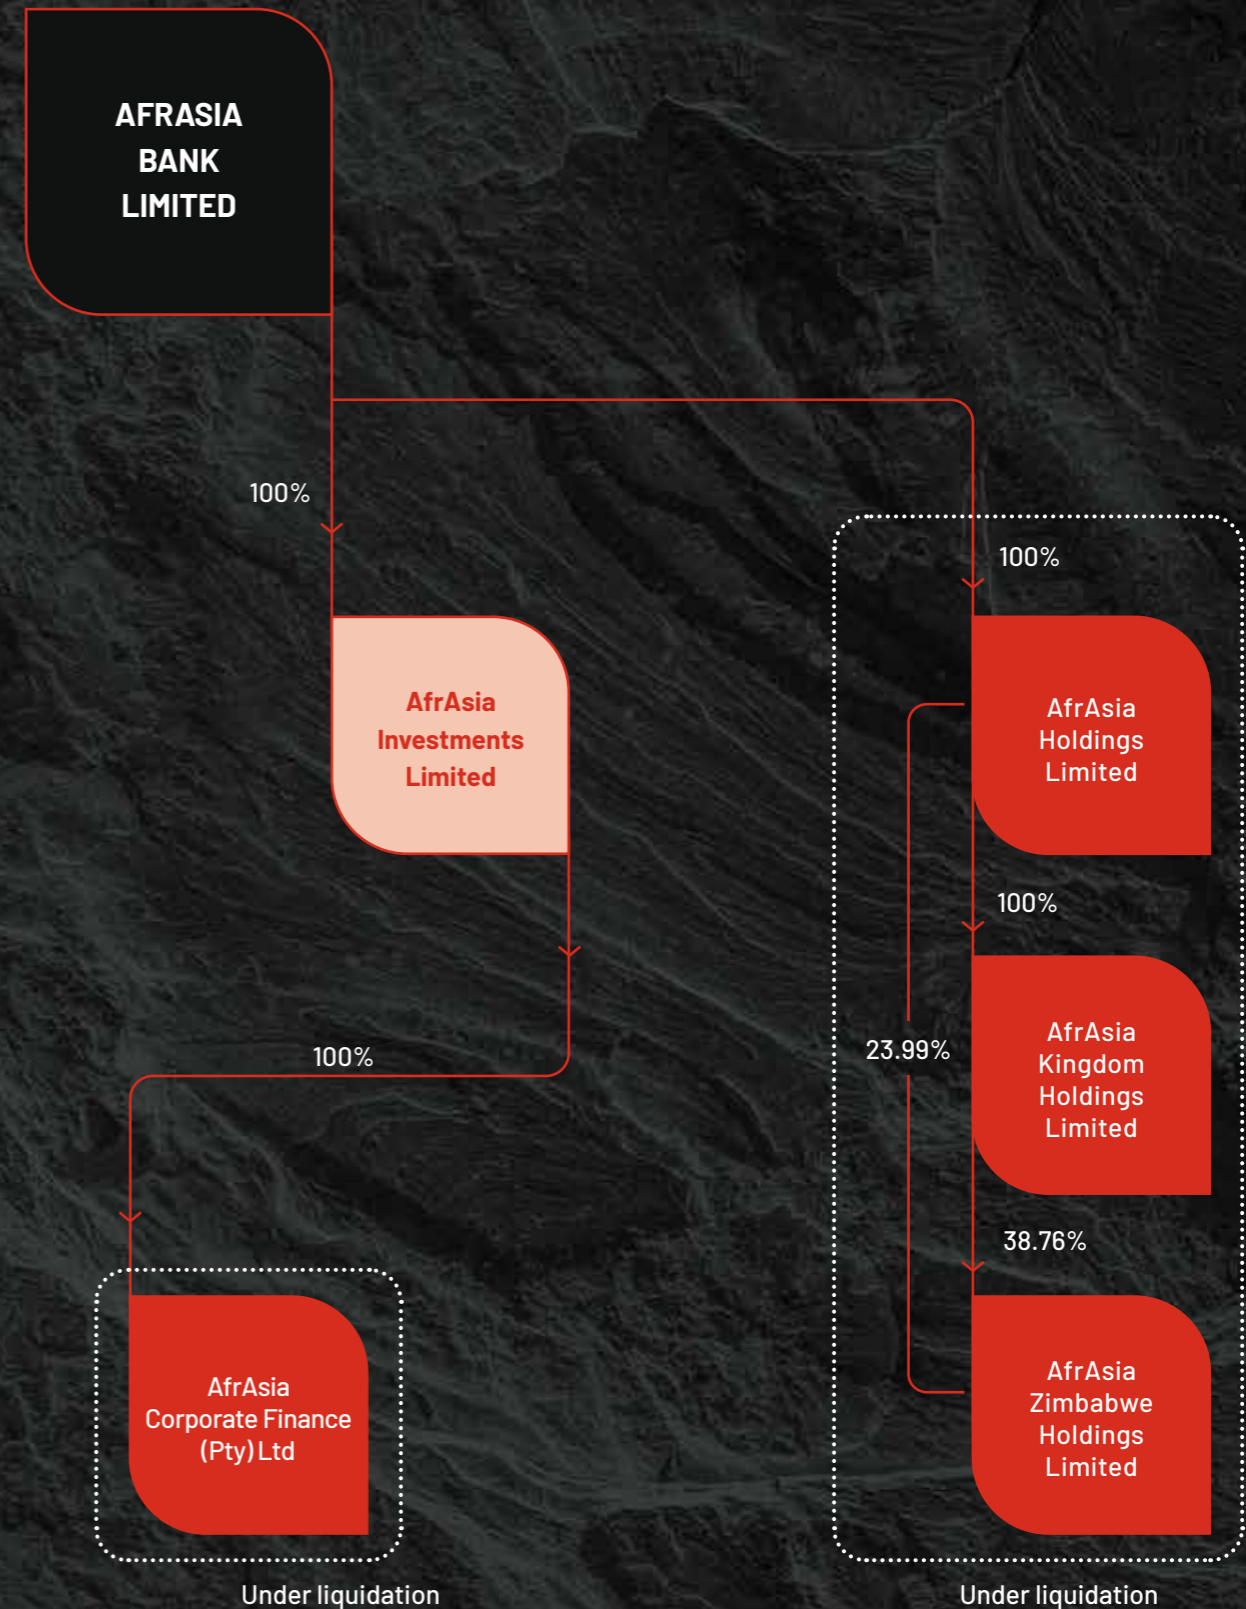 AFRASIA
BANK
LIMITED
100%
100%
AfrAsia
Investments
Limited
AfrAsia
Holdings
Limited
100%
100%
23.99%
AfrAsia
Kingdom
Holdings
Limited
38.76%
AfrAsia
Corporate Finance
(Pty) Ltd
AfrAsia
Zimbabwe
Holdings
Limited
Under liquidation
Under liquidation